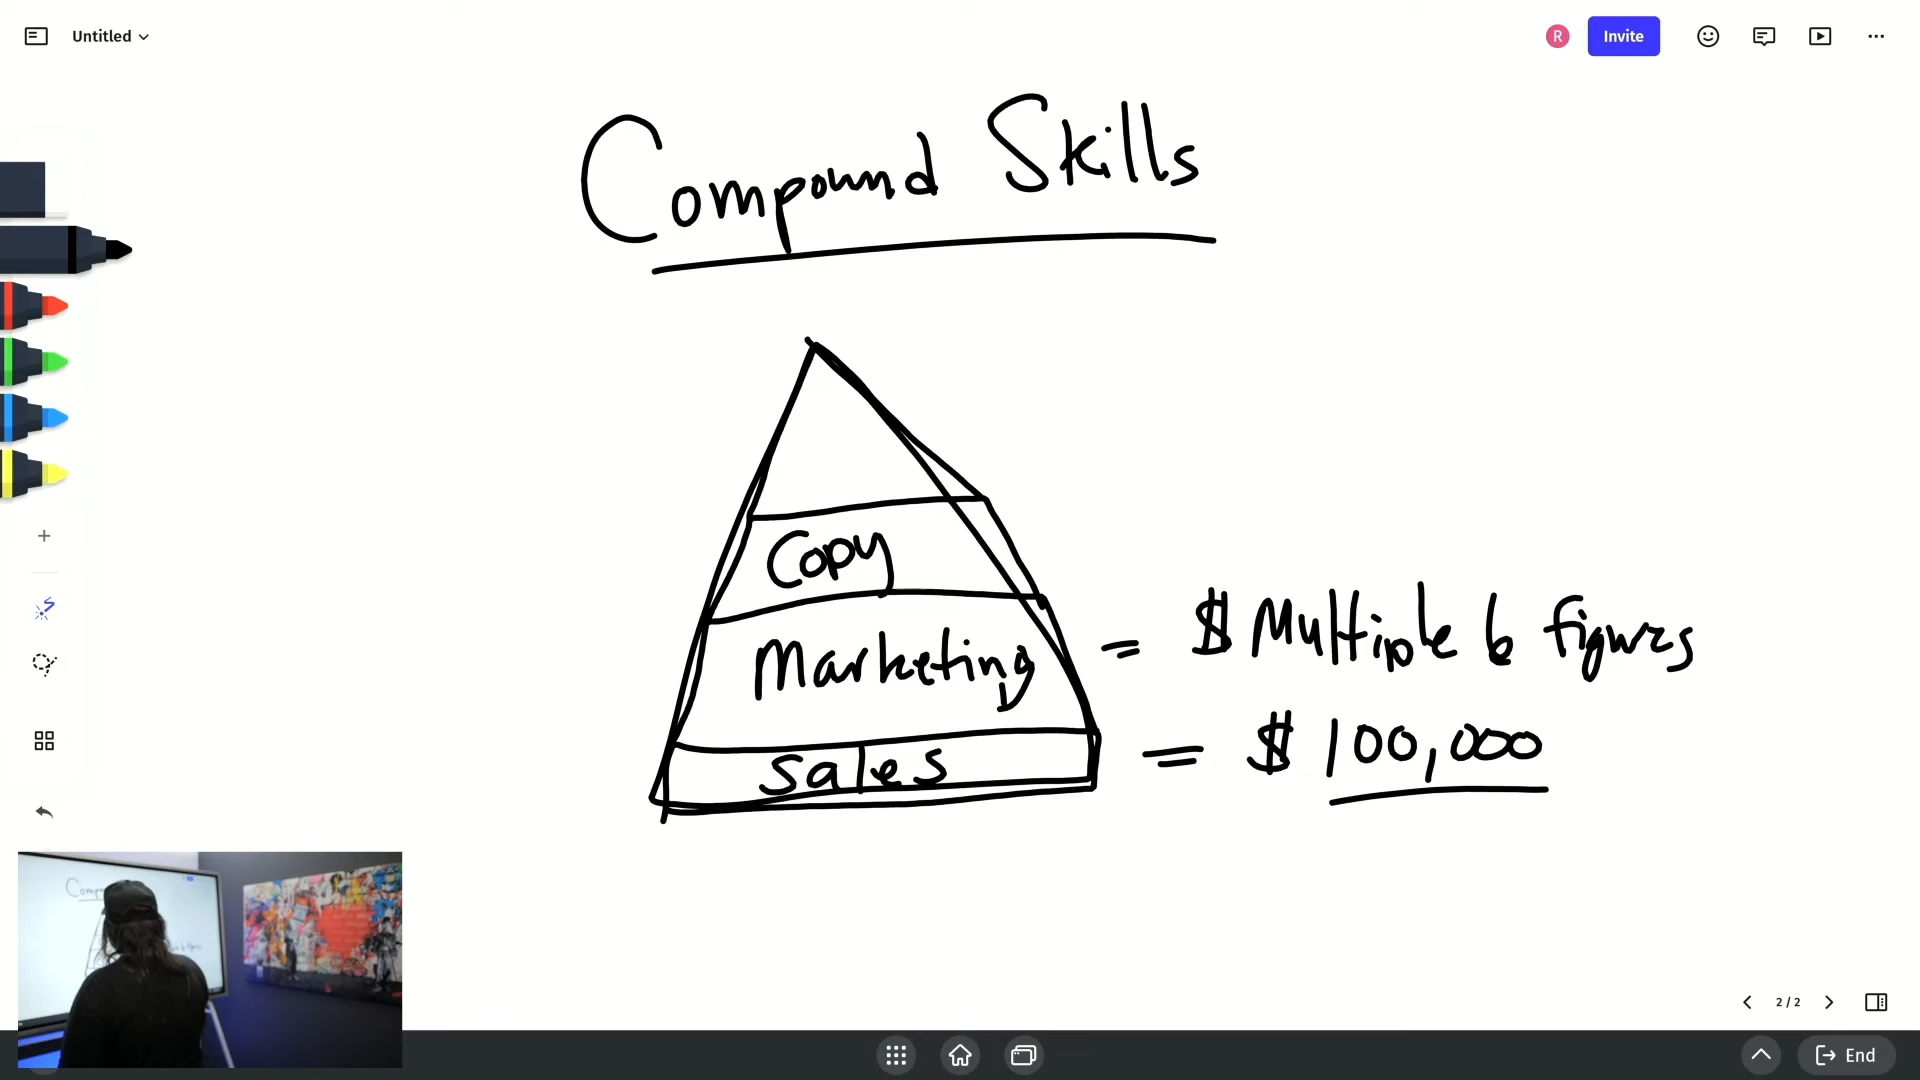 Untitled
R
Invite
Compound Skills
Copy
Marketing = $ Multiple 6 figures
Sales = $ 100,000
2 / 2
End